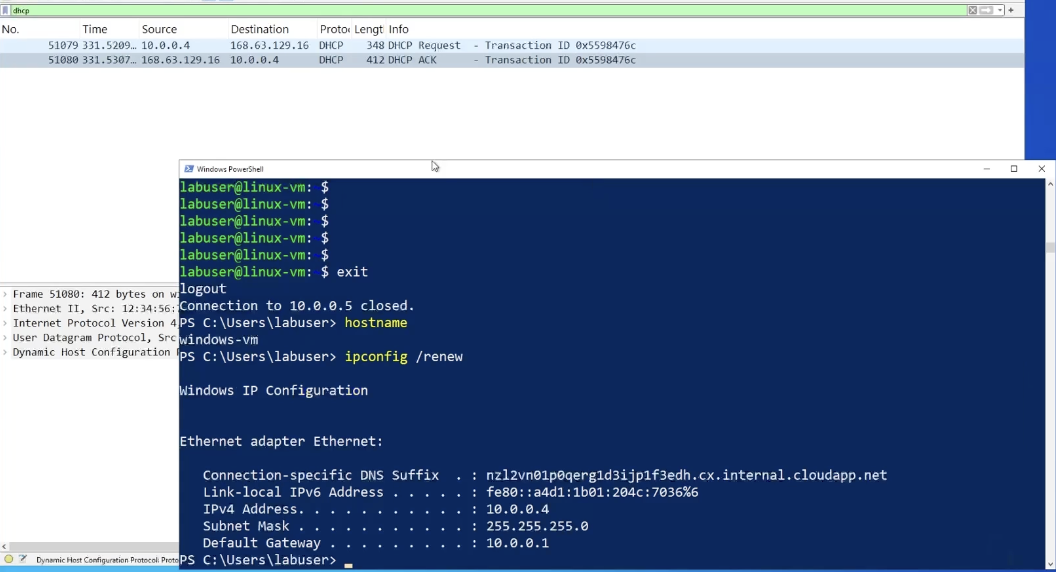 dhcp
No. Time Source Destination Protoc Lengtl Info
51079 331.5209… 10.0.0.4 168.63.129.16 DHCP 348 DHCP Request - Transaction ID 0x5598476c
51080 331.5307… 168.63.129.16 10.0.0.4 DHCP 412 DHCP ACK - Transaction ID 0x5598476c
Windows PowerShell
labuser@linux-vm:~$
labuser@linux-vm:~$
labuser@linux-vm:~$
labuser@linux-vm:~$
labuser@linux-vm:~$
labuser@linux-vm:~$ exit
logout
Connection to 10.0.0.5 closed.
PS C:\Users\labuser> hostname
windows-vm
PS C:\Users\labuser> ipconfig /renew
Windows IP Configuration
Ethernet adapter Ethernet:
Connection-specific DNS Suffix . : nzl2vn01p0qerg1d3ijp1f3edh.cx.internal.cloudapp.net
Link-local IPv6 Address . . . . . : fe80::a4d1:1b01:204c:7036%6
IPv4 Address. . . . . . . . . . . : 10.0.0.4
Subnet Mask . . . . . . . . . . . : 255.255.255.0
Default Gateway . . . . . . . . . : 10.0.0.1
PS C:\Users\labuser>
Frame 51080: 412 bytes on wi
Ethernet II, Src: 12:34:56:
Internet Protocol Version 4
User Datagram Protocol, Src
Dynamic Host Configuration
Dynamic Host Configuration Protocol: Proto